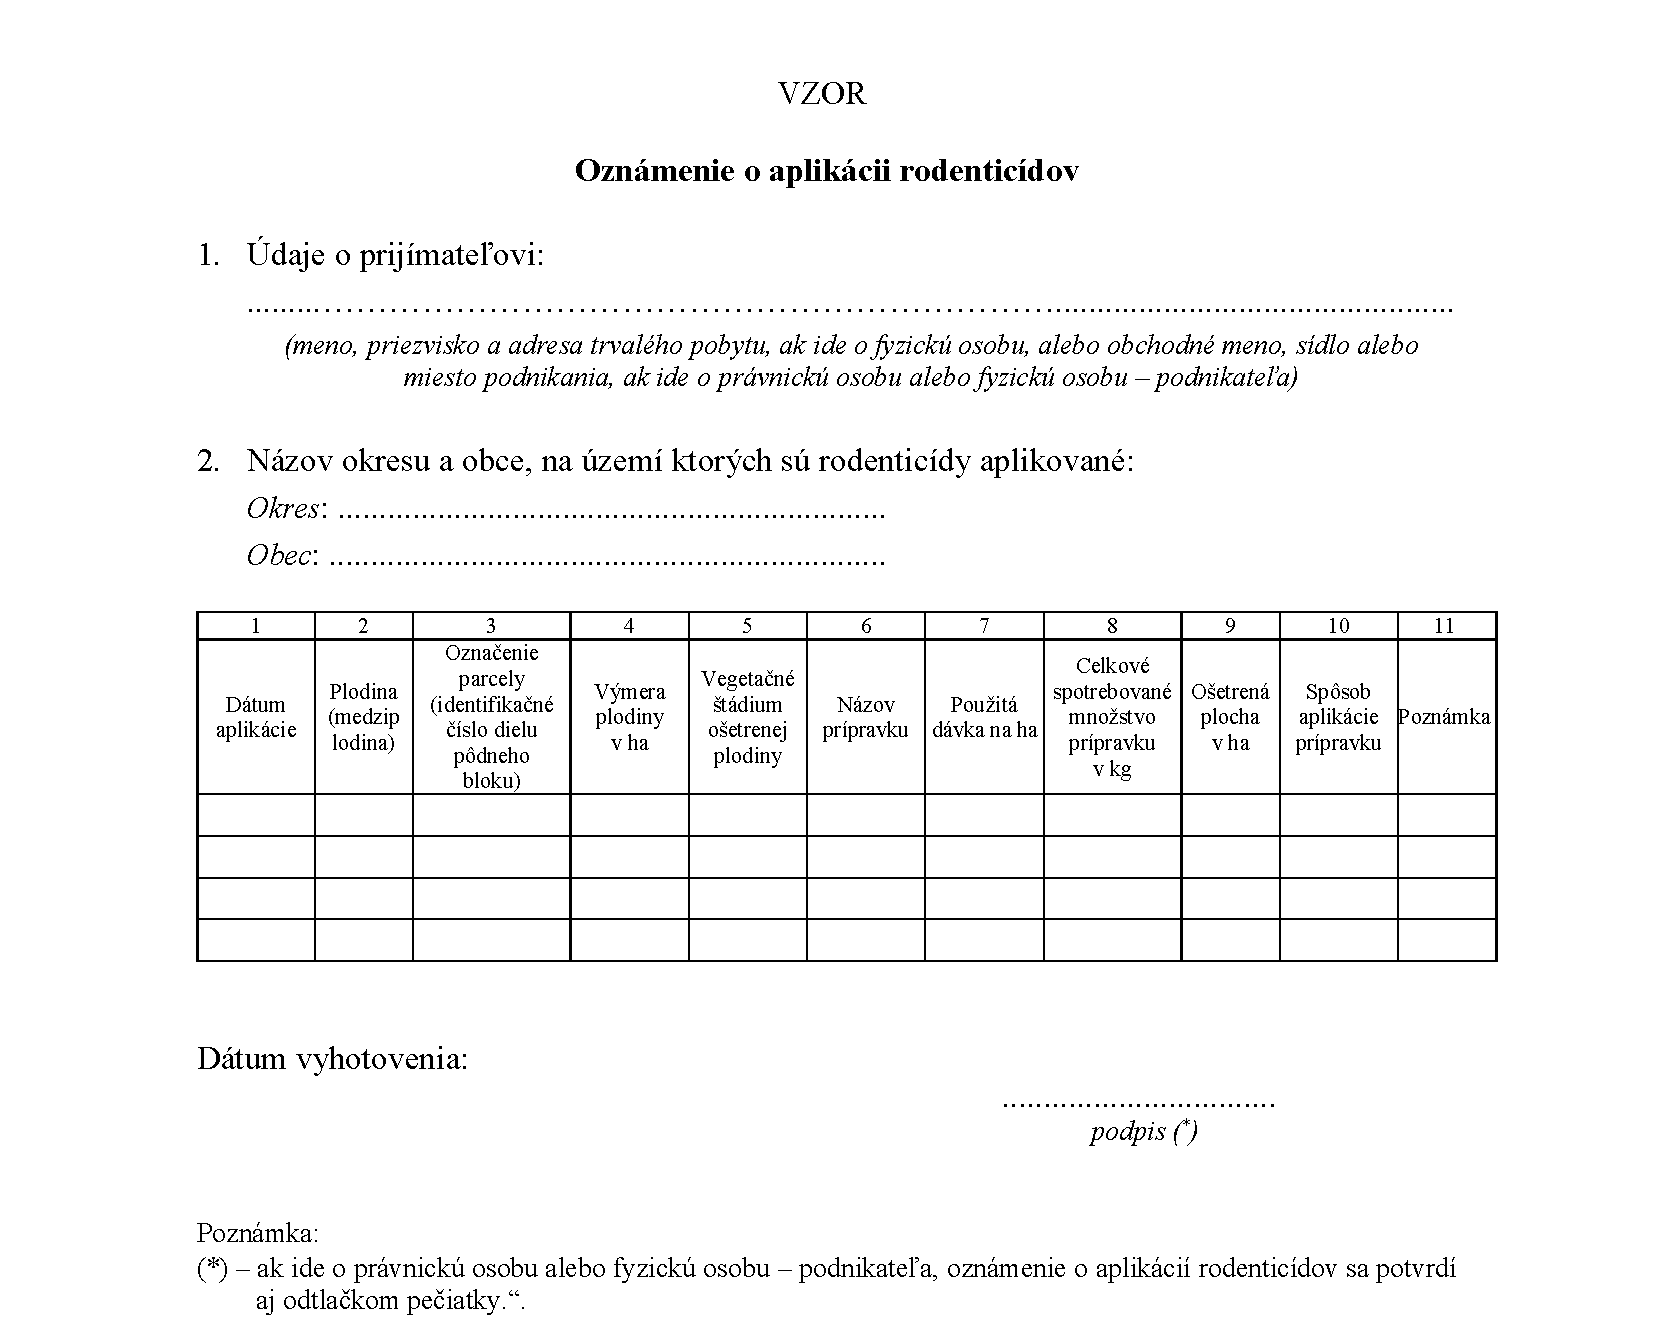 VZOR
Oznámenie o aplikácii rodenticídov
1. Údaje o prijímateľovi:
.........……………………………………………………………….........................................................
(meno, priezvisko a adresa trvalého pobytu, ak ide o fyzickú osobu, alebo obchodné meno, sídlo alebo
miesto podnikania, ak ide o právnickú osobu alebo fyzickú osobu – podnikateľa)
2. Názov okresu a obce, na území ktorých sú rodenticídy aplikované:
Okres: ..................................................................
Obec: ...................................................................
1 2 3 4 5 6 7 8 9 10 11
Dátum
aplikácie
Plodina
(medzip
lodina)
Označenie
parcely
(identifikačné
číslo dielu
pôdneho
bloku)
Výmera
plodiny
v ha
Vegetačné
štádium
ošetrenej
plodiny
Názov
prípravku
Použitá
dávka na ha
Celkové
spotrebované
množstvo
prípravku
v kg
Ošetrená
plocha
v ha
Spôsob
aplikácie
prípravku
Poznámka
Dátum vyhotovenia:
.................................
podpis (*)
Poznámka:
(*) – ak ide o právnickú osobu alebo fyzickú osobu – podnikateľa, oznámenie o aplikácií rodenticídov sa potvrdí
aj odtlačkom pečiatky.“.